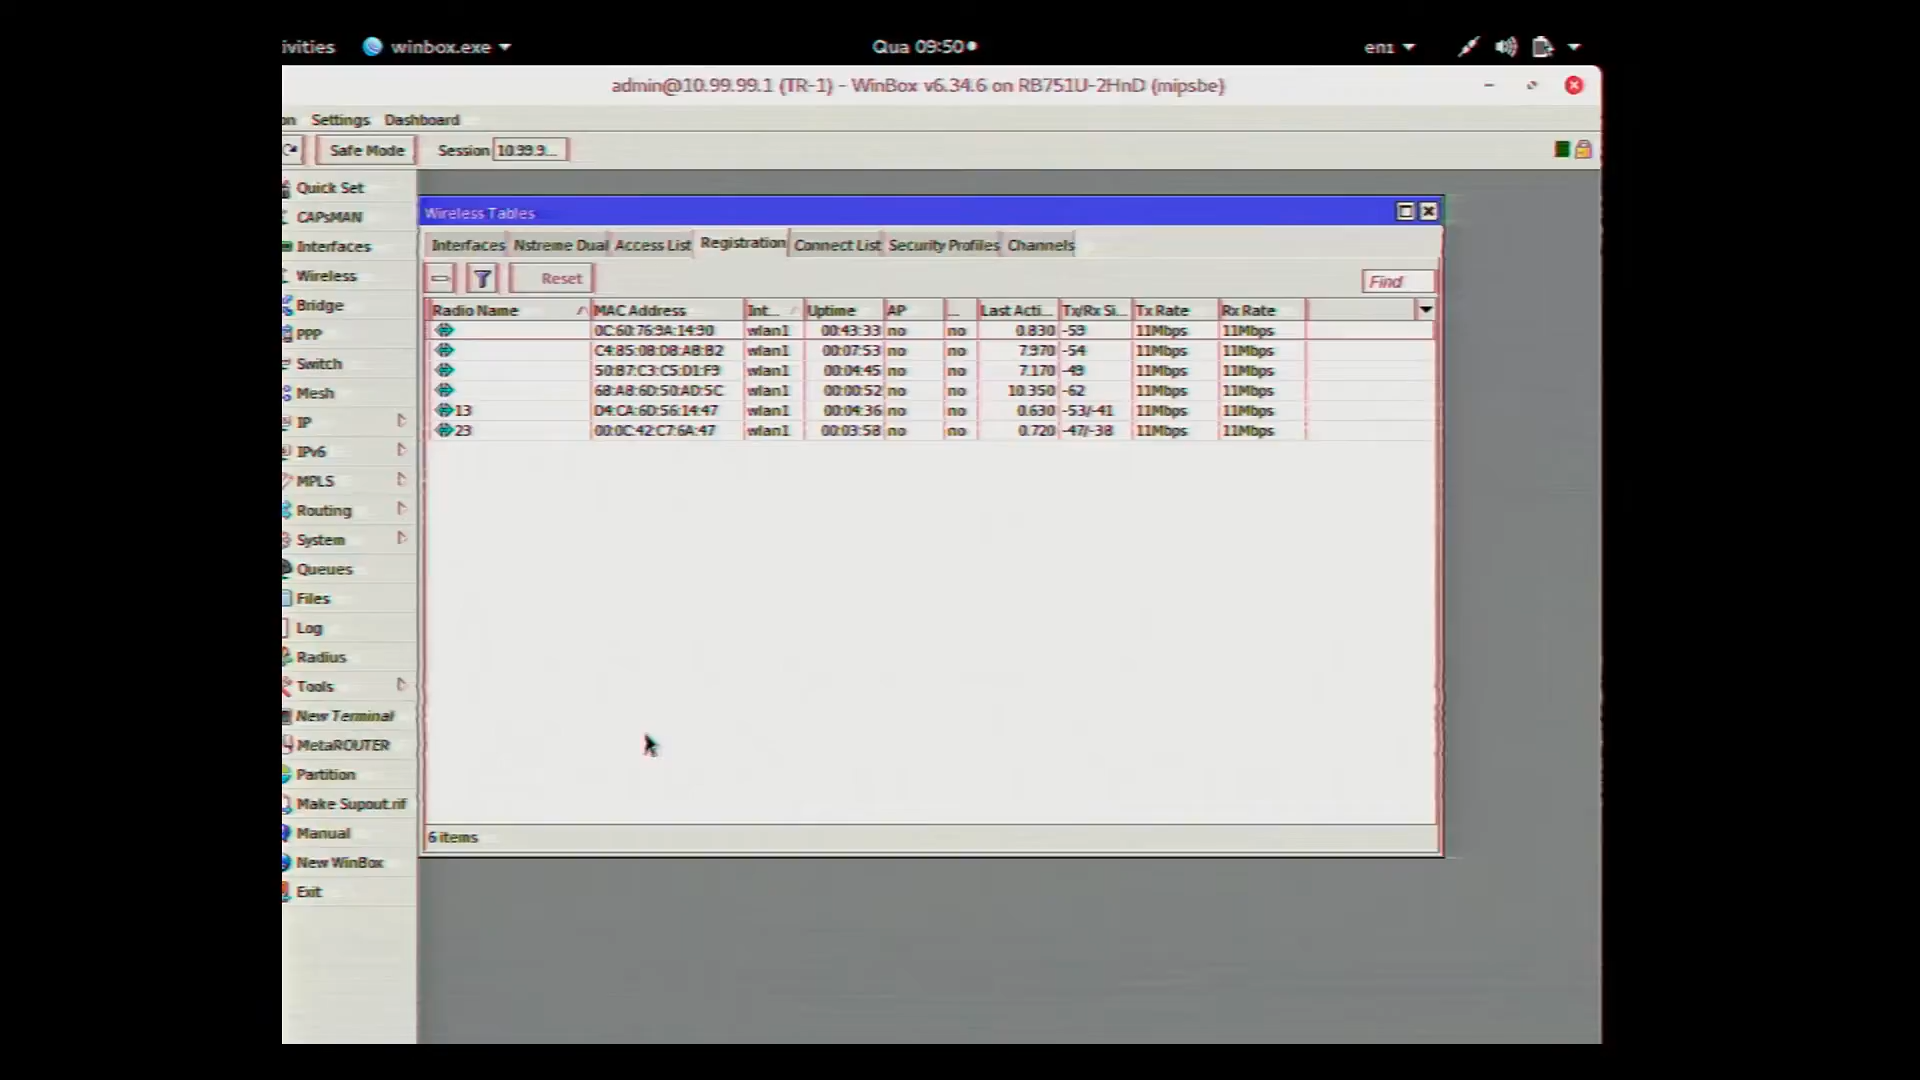 ivities winbox.exe Qua 09:50 en1
admin@10.99.99.1 (TR-1) - WinBox v6.34.6 on RB751U-2HnD (mipsbe)
on Settings Dashboard
Safe Mode Session 10.99.9...
Quick Set
CAPsMAN
Interfaces
Wireless
Bridge
PPP
Switch
Mesh
IP
IPv6
MPLS
Routing
System
Queues
Files
Log
Radius
Tools
New Terminal
MetaROUTER
Partition
Make Supout.rif
Manual
New WinBox
Exit
Wireless Tables
Interfaces Nstreme Dual Access List Registration Connect List Security Profiles Channels
Reset Find
Radio Name MAC Address Int... Uptime AP ... Last Acti... Tx/Rx Si... Tx Rate Rx Rate
0C:60:76:9A:14:90 wlan1 00:43:33 no no 0.830 -59 11Mbps 11Mbps
C4:85:08:D8:AB:B2 wlan1 00:07:53 no no 7.970 -54 11Mbps 11Mbps
50:B7:C3:C5:D1:F9 wlan1 00:04:45 no no 7.170 -49 11Mbps 11Mbps
68:A8:6D:50:AD:5C wlan1 00:00:52 no no 10.350 -62 11Mbps 11Mbps
13 D4:CA:6D:56:14:47 wlan1 00:04:36 no no 0.630 -53/-41 11Mbps 11Mbps
23 00:0C:42:C7:6A:47 wlan1 00:03:58 no no 0.720 -47/-38 11Mbps 11Mbps
6 items